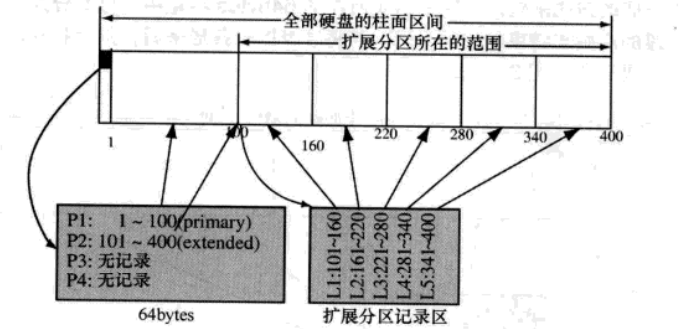 全部硬盘的柱面区间
扩展分区所在的范围
1
100
160
220
280
340
400
P1: 1 ~ 100(primary)
P2: 101 ~ 400(extended)
P3: 无记录
P4: 无记录
64bytes
L1:101~160
L2:161~220
L3:221~280
L4:281~340
L5:341~400
扩展分区记录区